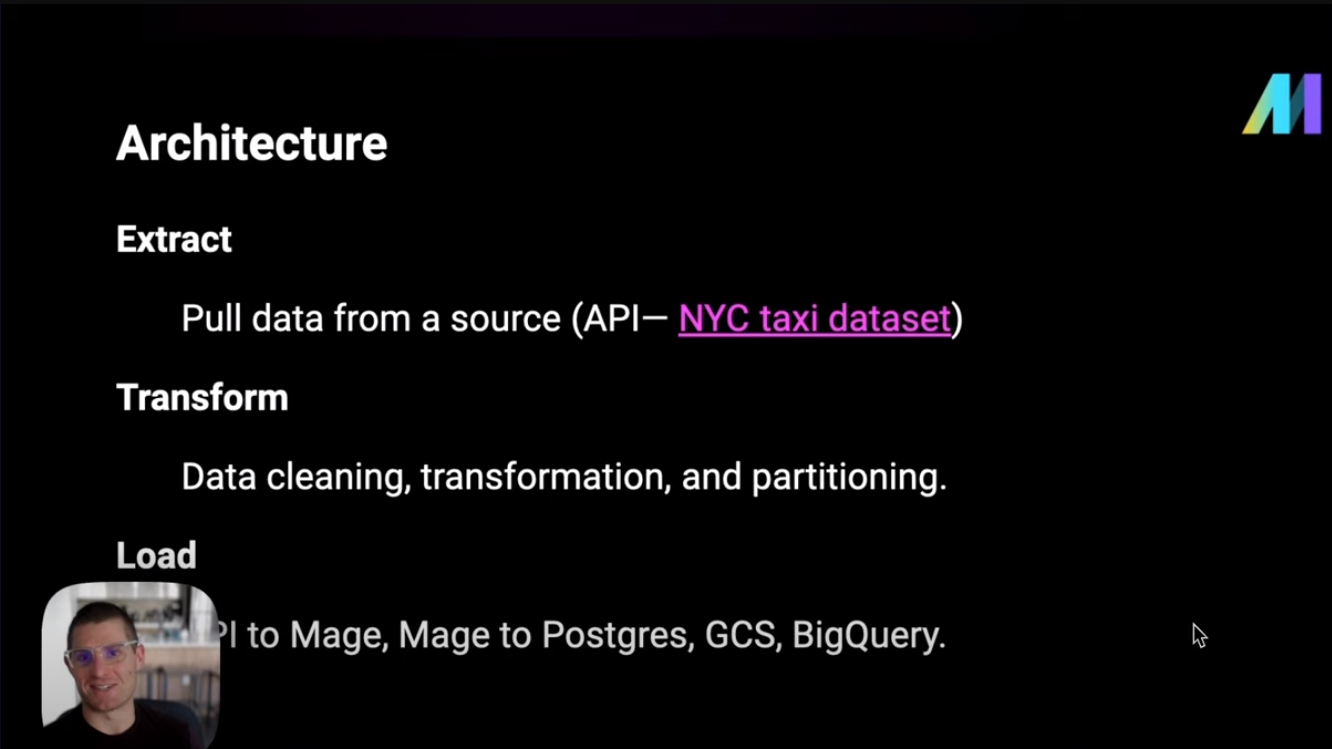 Architecture
Extract
Pull data from a source (API— NYC taxi dataset)
Transform
Data cleaning, transformation, and partitioning.
Load
to Mage, Mage to Postgres, GCS, BigQuery.